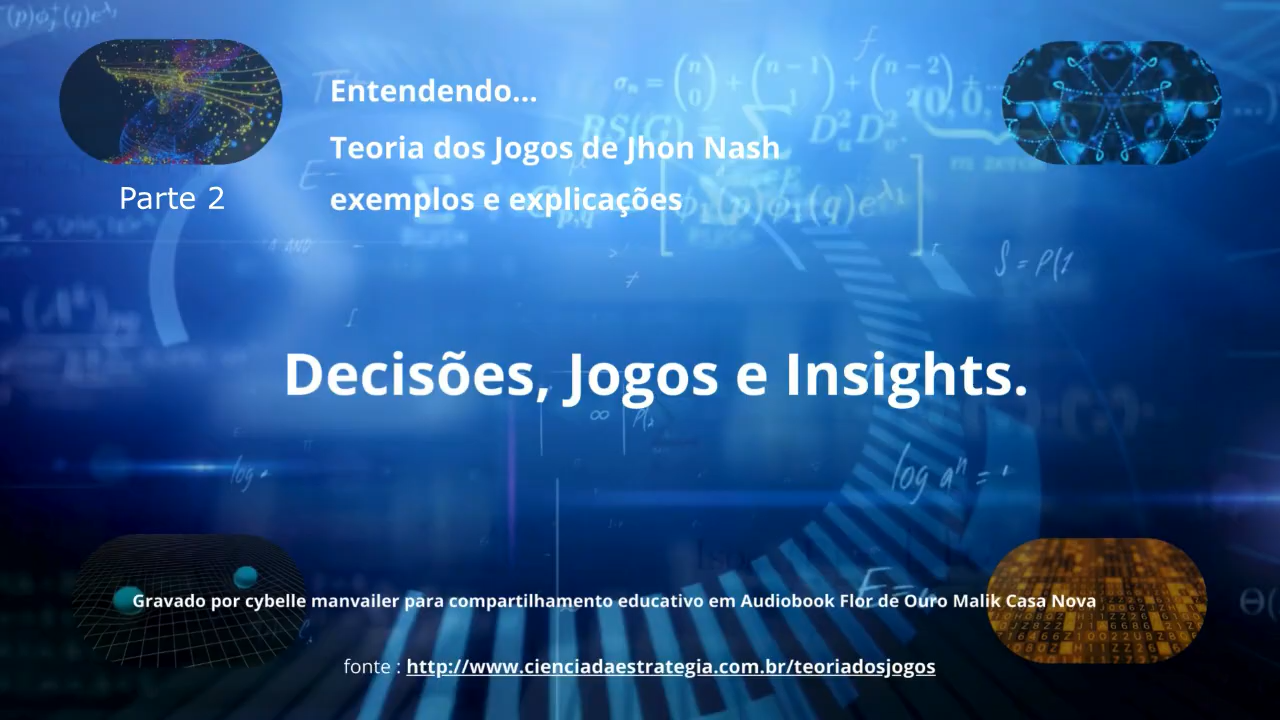 Entendendo...
Teoria dos Jogos de Jhon Nash
exemplos e explicações
Parte 2
Decisões, Jogos e Insights.
Gravado por cybelle manvailer para compartilhamento educativo em Audiobook Flor de Ouro Malik Casa Nova
fonte : http://www.cienciadaestrategia.com.br/teoriadosjogos